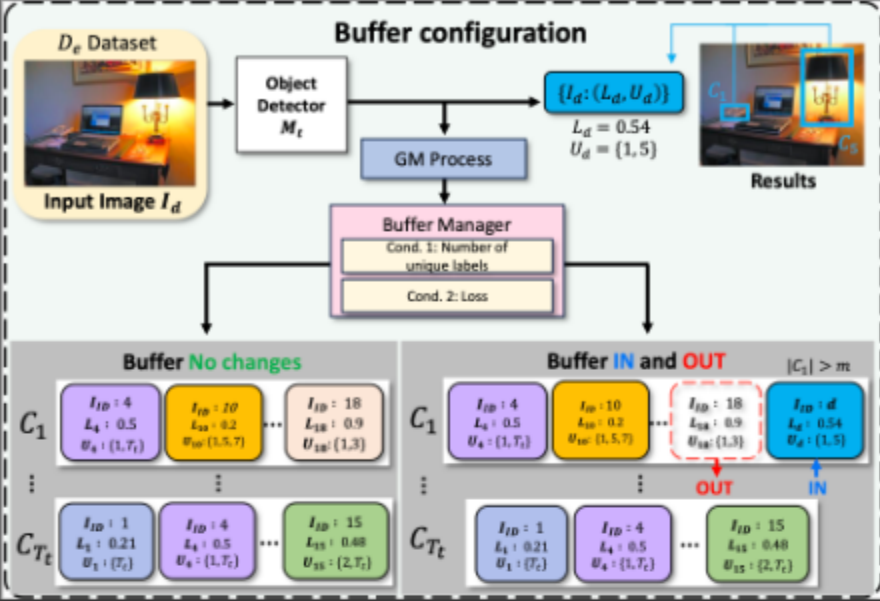 Buffer configuration
D_e Dataset
Input Image I_d
Object
Detector
M_t
{I_d: (L_d, U_d)}
L_d = 0.54
U_d = {1, 5}
C_1
C_5
Results
GM Process
Buffer Manager
Cond. 1: Number of
unique labels
Cond. 2: Loss
Buffer No changes
C_1
I_ID : 4
L_4 : 0.5
U_4 : {1, T_t}
I_ID : 10
L_10 : 0.2
U_10 : {1, 5, 7}
...
I_ID : 18
L_18 : 0.9
U_18 : {1,3}
⋮
⋮
C_{T_t}
I_ID : 1
L_1 : 0.21
U_1 : {T_t}
I_ID : 4
L_4 : 0.5
U_4 : {1, T_t}
...
I_ID : 15
L_15 : 0.48
U_15 : {2, T_t}
Buffer IN and OUT
|C_1| > m
C_1
I_ID : 4
L_4 : 0.5
U_4 : {1, T_t}
I_ID : 10
L_10 : 0.2
U_10 : {1, 5, 7}
...
I_ID : 18
L_18 : 0.9
U_18 : {1,3}
I_ID : d
L_d : 0.54
U_d : {1, 5}
OUT
IN
⋮
⋮
C_{T_t}
I_ID : 1
L_1 : 0.21
U_1 : {T_t}
I_ID : 4
L_4 : 0.5
U_4 : {1, T_t}
...
I_ID : 15
L_15 : 0.48
U_15 : {2, T_t}